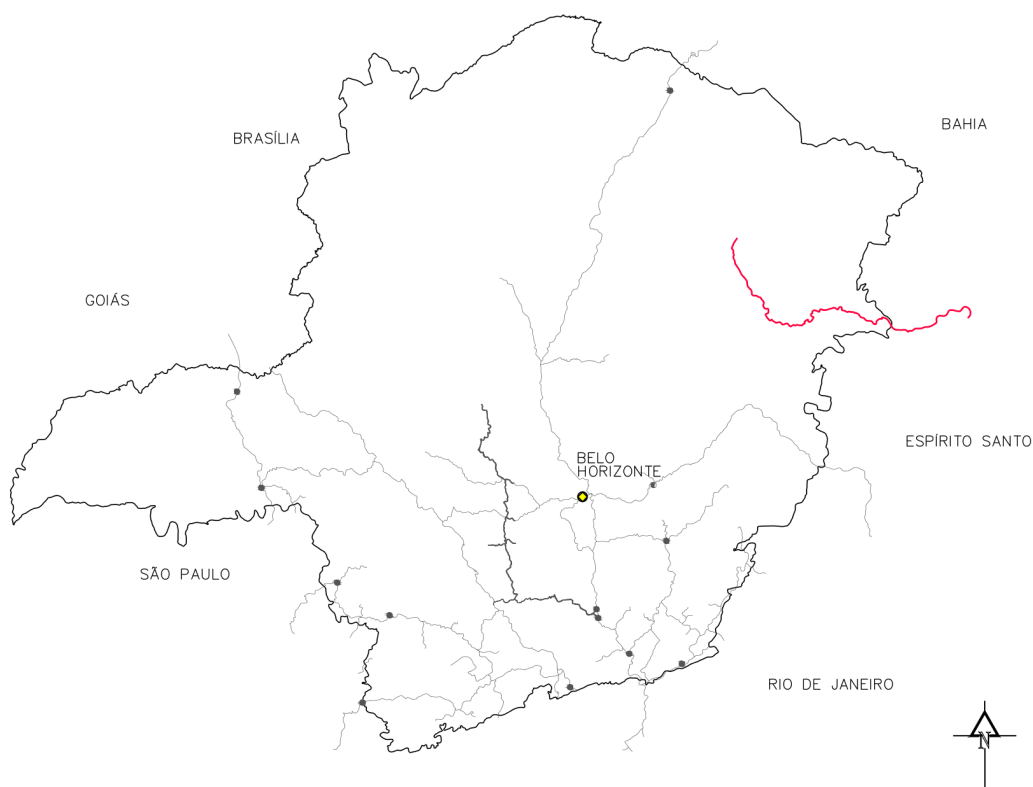 BAHIA
BRASÍLIA
GOIÁS
ESPÍRITO SANTO
BELO
HORIZONTE
SÃO PAULO
RIO DE JANEIRO
N